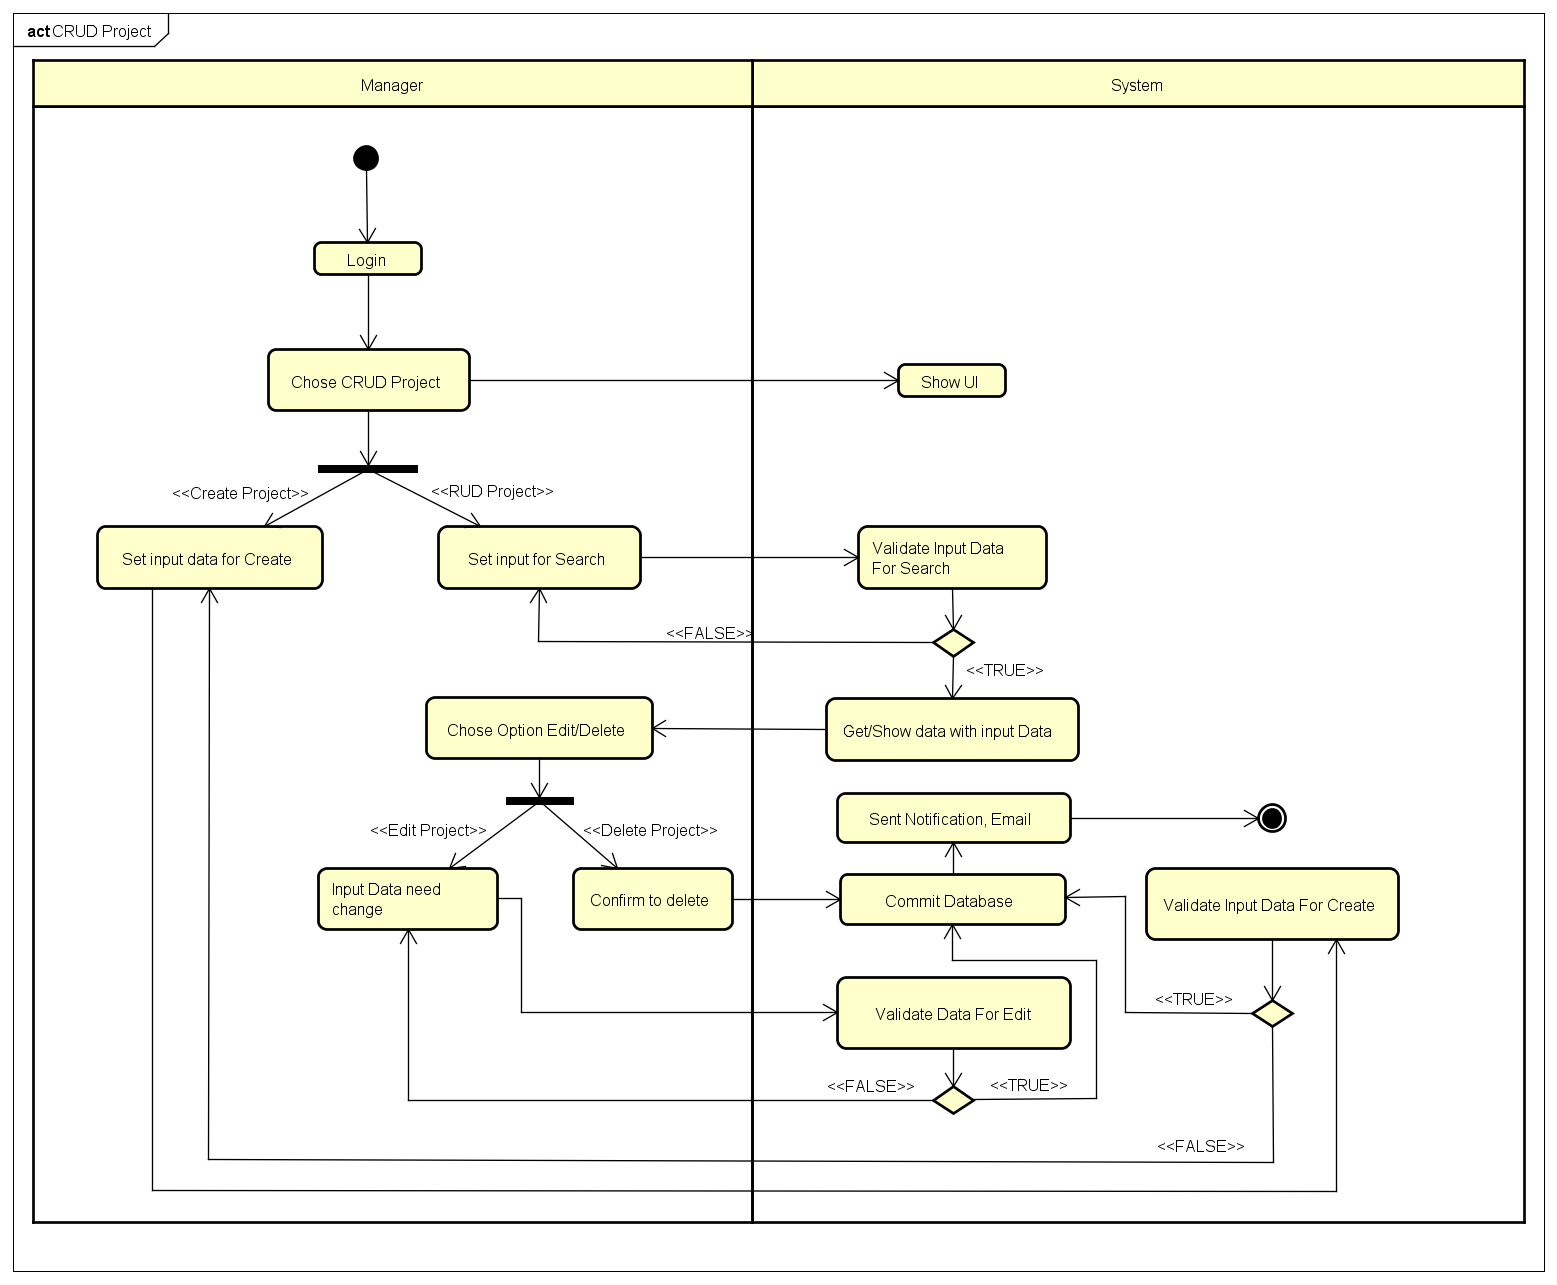 act CRUD Project
Manager
System
Login
Chose CRUD Project
Show UI
<<Create Project>>
<<RUD Project>>
Set input data for Create
Set input for Search
Validate Input Data
For Search
<<FALSE>>
<<TRUE>>
Chose Option Edit/Delete
Get/Show data with input Data
Sent Notification, Email
<<Edit Project>>
<<Delete Project>>
Input Data need
change
Confirm to delete
Commit Database
Validate Input Data For Create
<<TRUE>>
Validate Data For Edit
<<FALSE>>
<<TRUE>>
<<FALSE>>